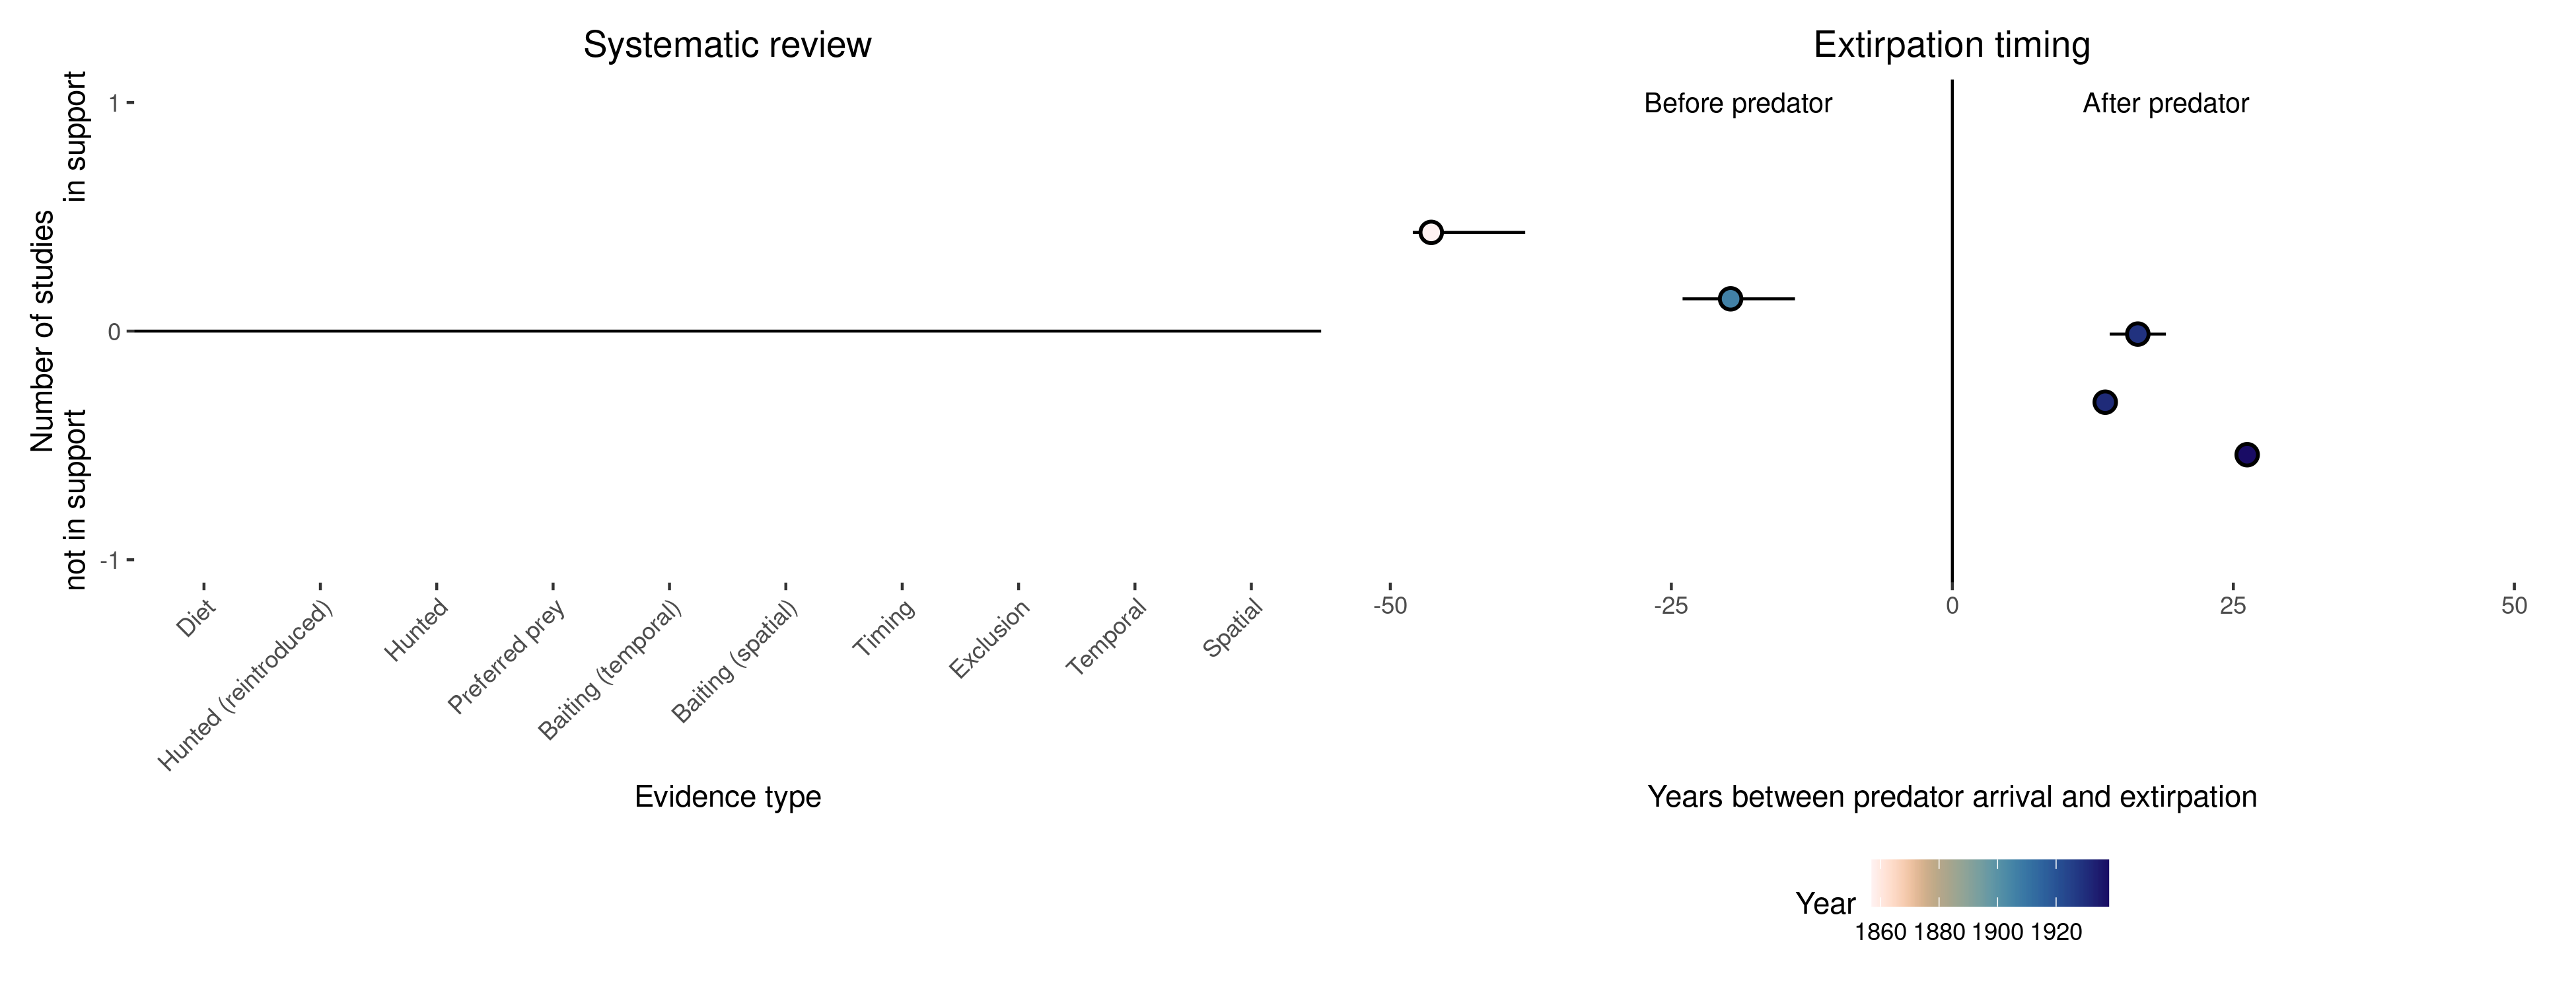 Systematic review
Number of studies
in support
not in support
1
0
-1
Diet
Hunted (reintroduced)
Hunted
Preferred prey
Baiting (temporal)
Baiting (spatial)
Timing
Exclusion
Temporal
Spatial
Evidence type
Extirpation timing
Before predator
After predator
-50
-25
0
25
50
Years between predator arrival and extirpation
Year
1860 1880 1900 1920